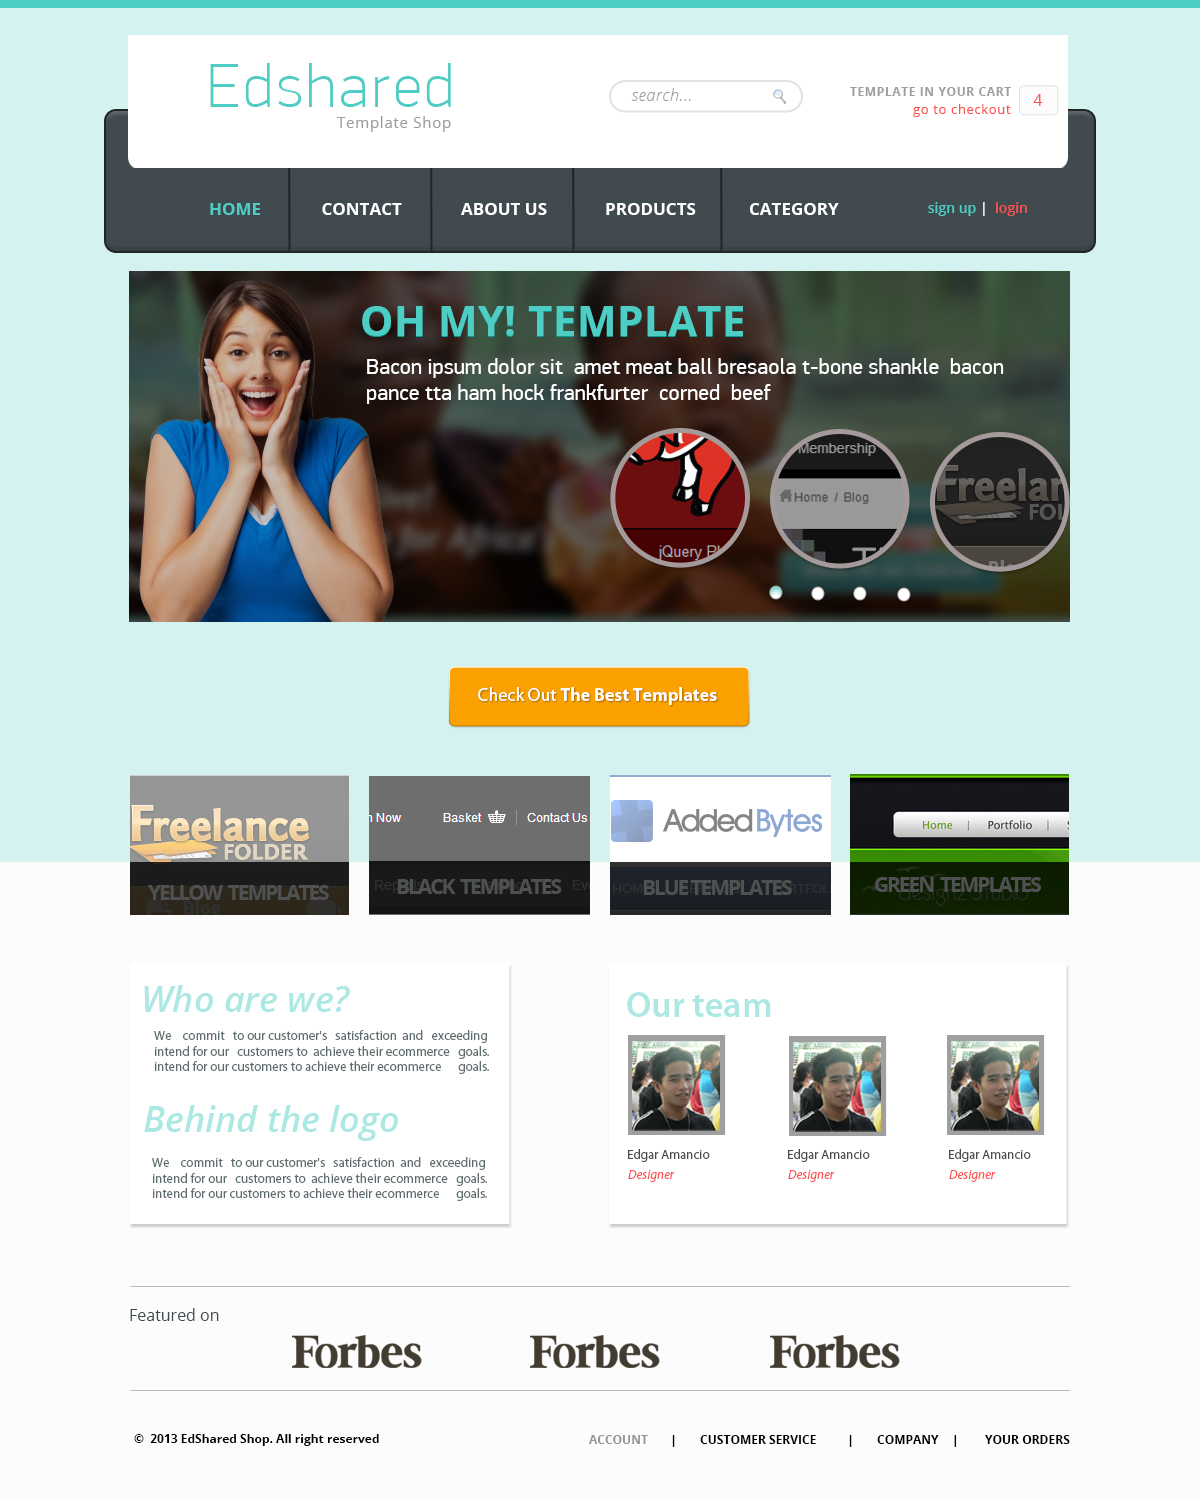 Edshared
Template Shop
search...
TEMPLATE IN YOUR CART
go to checkout
4
HOME
CONTACT
ABOUT US
PRODUCTS
CATEGORY
sign up | login
OH MY! TEMPLATE
Bacon ipsum dolor sit amet meat ball bresaola t-bone shankle bacon
pance tta ham hock frankfurter corned beef
jQuery Pl
Membership
Home / Blog
Freelan
FOL
Check Out The Best Templates
Freelance
FOLDER
YELLOW TEMPLATES
Blog
n Now
Basket
Contact Us
BLACK TEMPLATES
AddedBytes
HOM
RTFOL
BLUE TEMPLATES
Home | Portfolio |
GREEN TEMPLATES
designz STUDIO
Who are we?
We commit to our customer's satisfaction and exceeding
intend for our customers to achieve their ecommerce goals.
intend for our customers to achieve their ecommerce goals.
Behind the logo
We commit to our customer's satisfaction and exceeding
intend for our customers to achieve their ecommerce goals.
intend for our customers to achieve their ecommerce goals.
Our team
Edgar Amancio
Designer
Edgar Amancio
Designer
Edgar Amancio
Designer
Featured on
Forbes
Forbes
Forbes
© 2013 EdShared Shop. All right reserved
ACCOUNT | CUSTOMER SERVICE | COMPANY | YOUR ORDERS